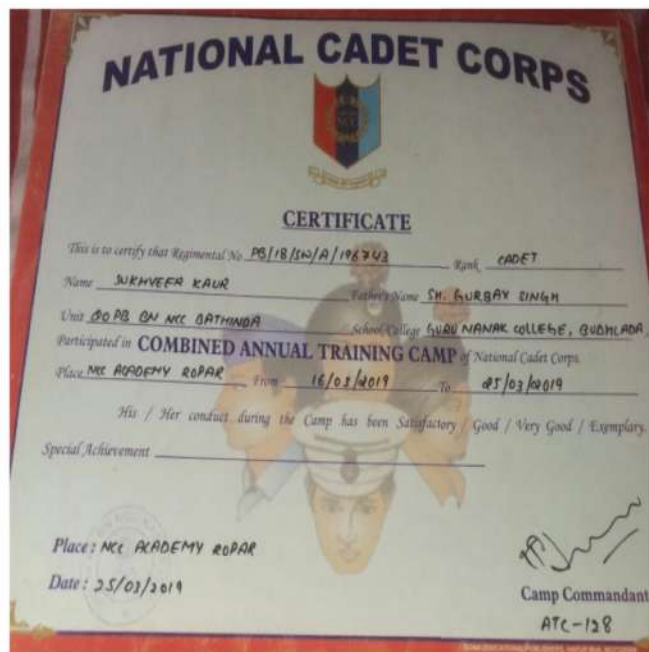 NATIONAL CADET CORPS
NCC
CERTIFICATE
This is to certify that Regimental No PB/18/SW/A/196743 Rank CADET
Name SUKHVEER KAUR Father's Name SH. GURBAX SINGH
Unit 20 PB BN NCC BATHINDA School/College GURU NANAK COLLEGE, BUDHLADA,
Participated in COMBINED ANNUAL TRAINING CAMP of National Cadet Corps.
Place NCC ACADEMY ROPAR From 16/03/2019 To 25/03/2019
His / Her conduct during the Camp has been Satisfactory / Good / Very Good / Exemplary.
Special Achievement
Place : NCC ACADEMY ROPAR
Date : 25/03/2019
Camp Commandant
ATC-128